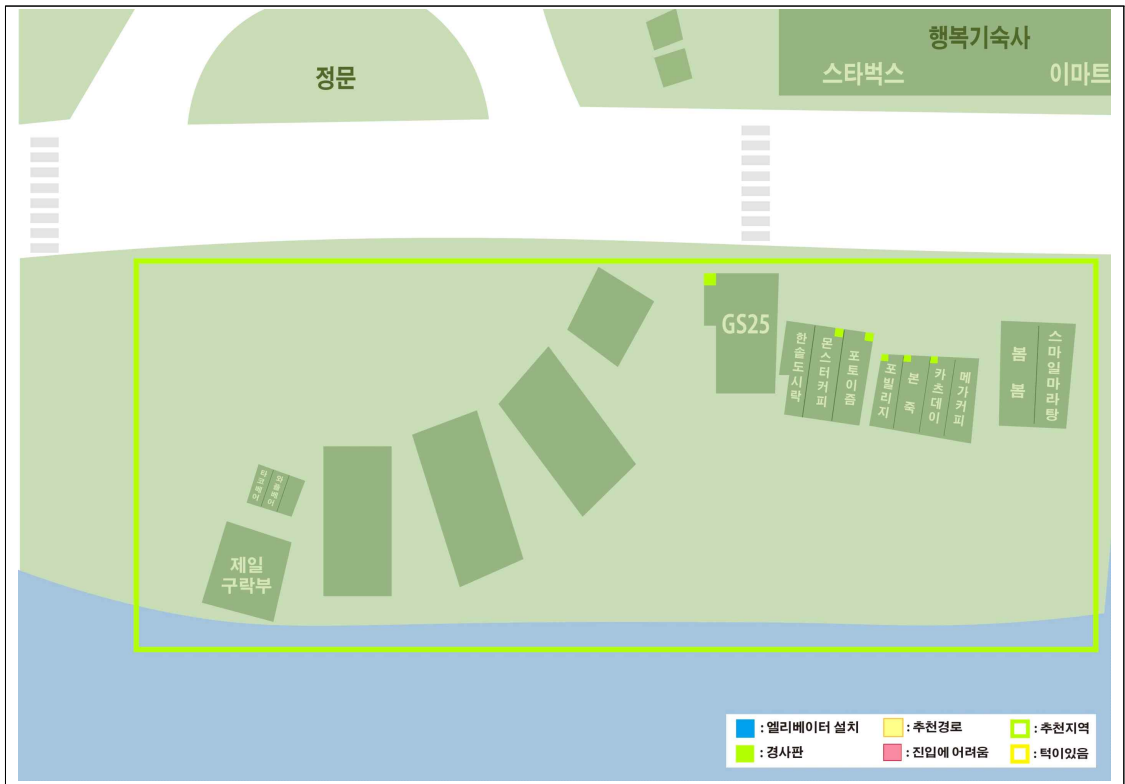 행복기숙사
정문
스타벅스
이마트
GS25
한솥도시락
몬스터커피
포토이즘
포빌리지
본죽
카츠데이
메가커피
봄봄
스마일마라탕
와플베어
제일
구락부
: 엘리베이터 설치
: 추천경로
: 추천지역
: 경사판
: 진입에 어려움
: 턱이있음